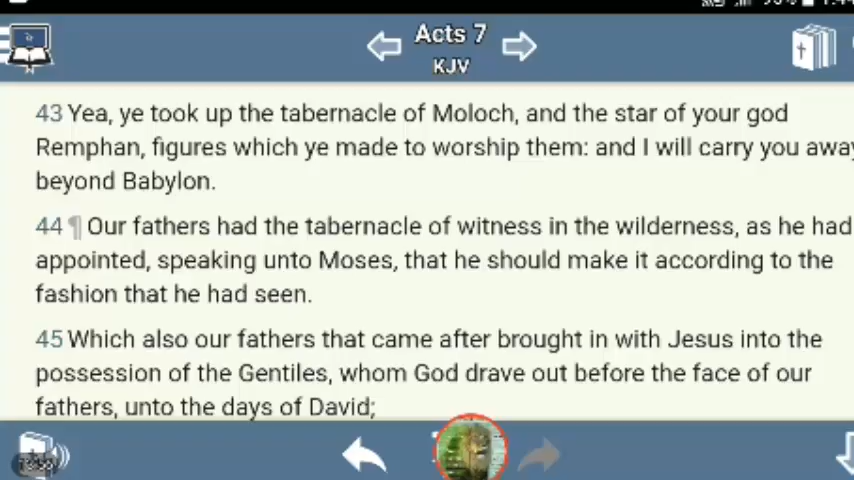 Acts 7
KJV
43 Yea, ye took up the tabernacle of Moloch, and the star of your god
Remphan, figures which ye made to worship them: and I will carry you away
beyond Babylon.
44 ¶ Our fathers had the tabernacle of witness in the wilderness, as he had
appointed, speaking unto Moses, that he should make it according to the
fashion that he had seen.
45 Which also our fathers that came after brought in with Jesus into the
possession of the Gentiles, whom God drave out before the face of our
fathers, unto the days of David;